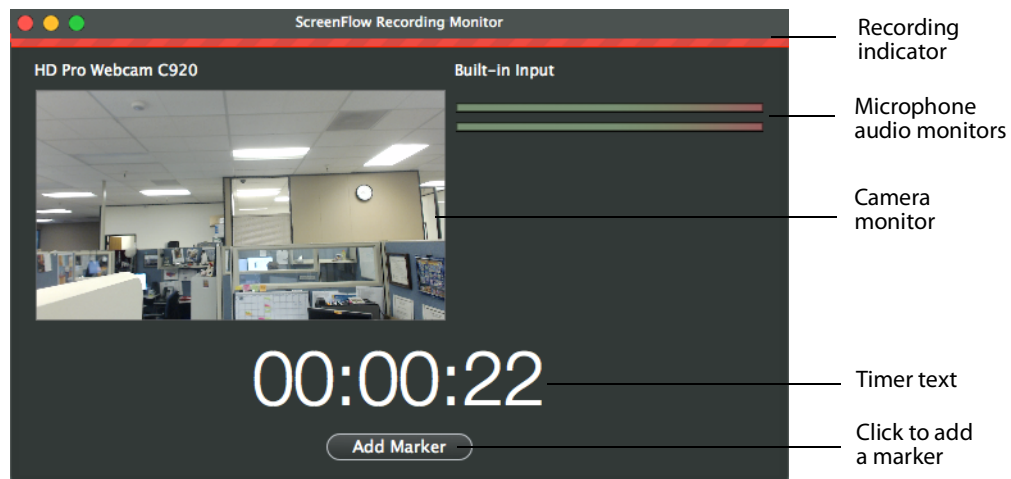 ScreenFlow Recording Monitor
Recording
indicator
HD Pro Webcam C920
Built-in Input
Microphone
audio monitors
Camera
monitor
00:00:22
Timer text
Add Marker
Click to add
a marker